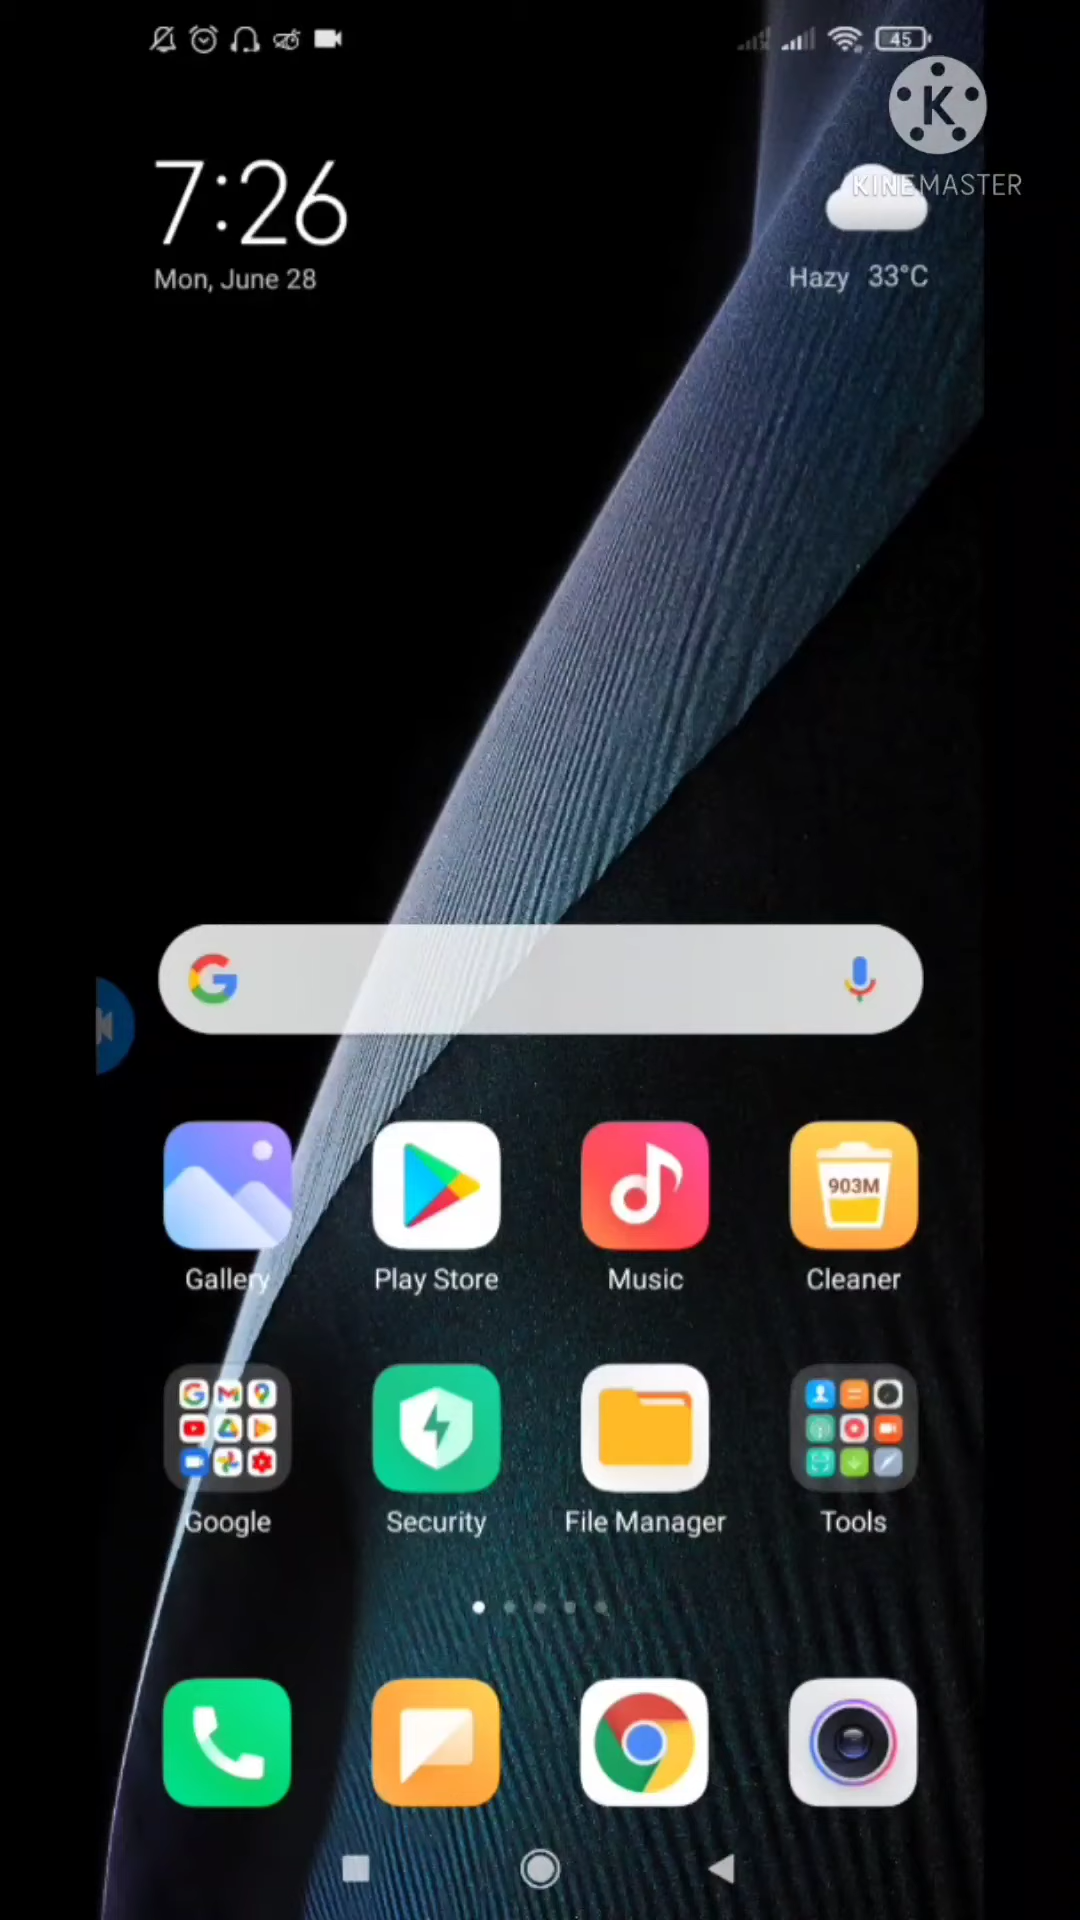 45
K
KINEMASTER
7:26
Mon, June 28
Hazy 33°C
903M
Gallery
Play Store
Music
Cleaner
Google
Security
File Manager
Tools